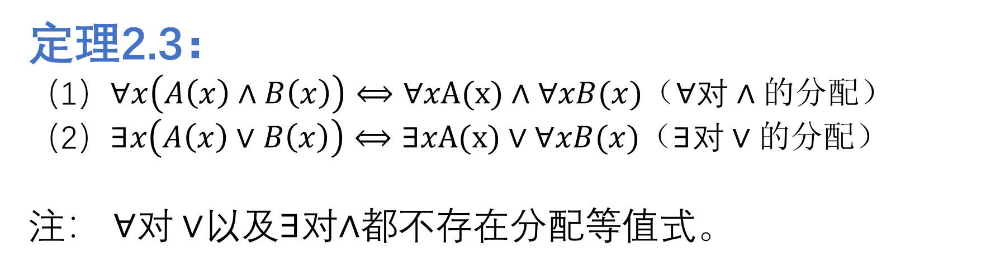 定理2.3：
（1）∀x(A(x) ∧ B(x)) ⟺ ∀xA(x) ∧ ∀xB(x)（∀对 ∧ 的分配）
（2）∃x(A(x) ∨ B(x)) ⟺ ∃xA(x) ∨ ∀xB(x)（∃对 ∨ 的分配）
注： ∀对 ∨以及∃对∧都不存在分配等值式。